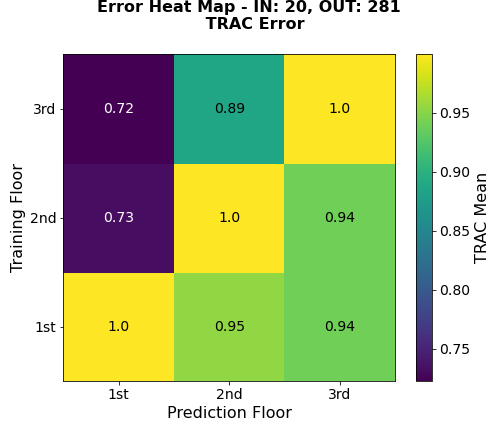 Error Heat Map - IN: 20, OUT: 281
TRAC Error
Training Floor
3rd
0.72 0.89 1.0
2nd
0.73 1.0 0.94
1st
1.0 0.95 0.94
1st 2nd 3rd
Prediction Floor
0.95
0.90
0.85
0.80
0.75
TRAC Mean